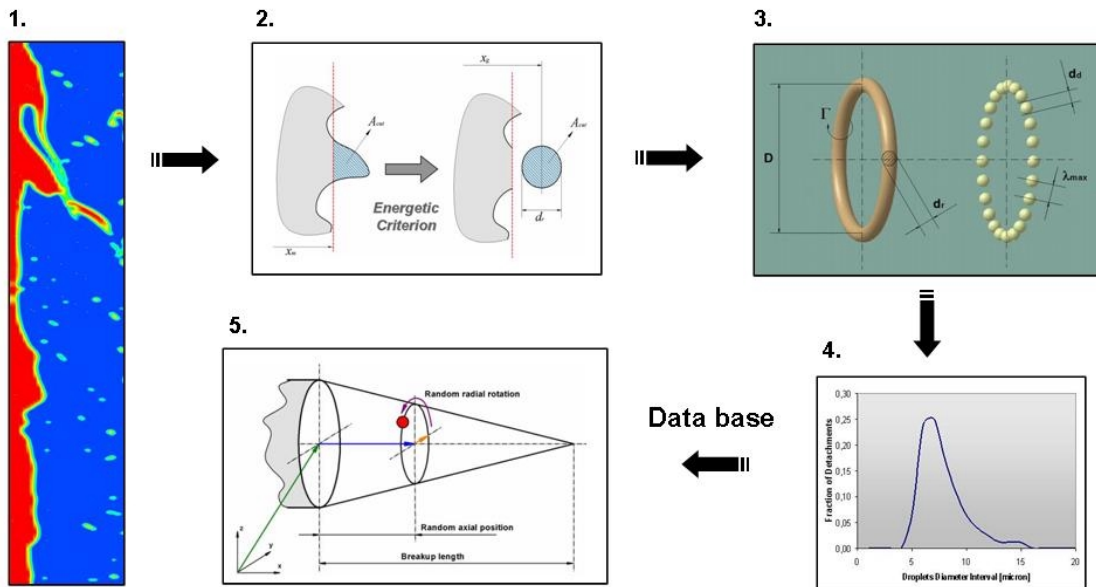 1.
2.
x_g
A_cut
A_cut
Energetic
Criterion
d_r
3.
d_d
Γ
D
λ_max
d_r
5.
Random radial rotation
z
y
x
Random axial position
Breakup length
Data base
4.
Fraction of Detachments
0,30
0,25
0,20
0,15
0,10
0,05
0,00
0
5
10
15
20
Droplets Diameter Interval [micron]